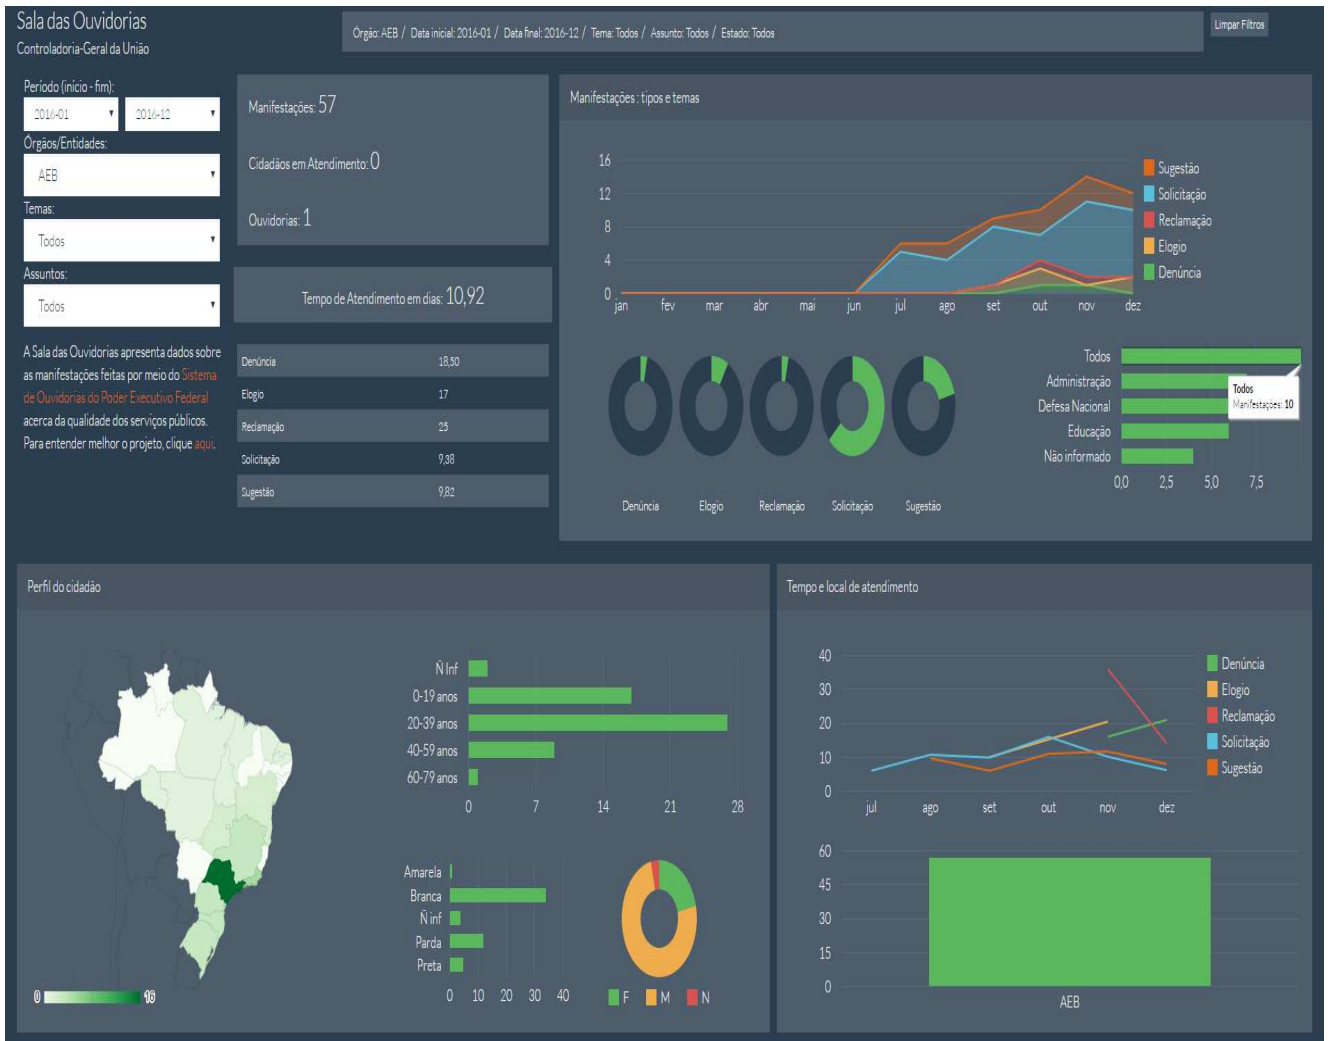 Sala das Ouvidorias
Controladoria-Geral da União
Órgão: AEB / Data inicial: 2016-01 / Data final: 2016-12 / Tema: Todos / Assunto: Todos / Estado: Todos
Limpar Filtros
Período (início - fim):
2016-01
2016-12
Órgãos/Entidades:
AEB
Temas:
Todos
Assuntos:
Todos
A Sala das Ouvidorias apresenta dados sobre
as manifestações feitas por meio do Sistema
de Ouvidorias do Poder Executivo Federal
acerca da qualidade dos serviços públicos.
Para entender melhor o projeto, clique aqui.
Manifestações: 57
Cidadãos em Atendimento: 0
Ouvidorias: 1
Tempo de Atendimento em dias: 10,92
Denúncia 18,50
Elogio 17
Reclamação 25
Solicitação 9,38
Sugestão 9,82
Manifestações : tipos e temas
16
12
8
4
0
jan fev mar abr mai jun jul ago set out nov dez
Sugestão
Solicitação
Reclamação
Elogio
Denúncia
Denúncia Elogio Reclamação Solicitação Sugestão
Todos
Administração
Defesa Nacional
Educação
Não informado
0,0 2,5 5,0 7,5
Todos
Manifestações: 10
Perfil do cidadão
0 16
Ñ Inf
0-19 anos
20-39 anos
40-59 anos
60-79 anos
0 7 14 21 28
Amarela
Branca
Ñ inf
Parda
Preta
0 10 20 30 40
F M N
Tempo e local de atendimento
40
30
20
10
0
jul ago set out nov dez
Denúncia
Elogio
Reclamação
Solicitação
Sugestão
60
45
30
15
0
AEB